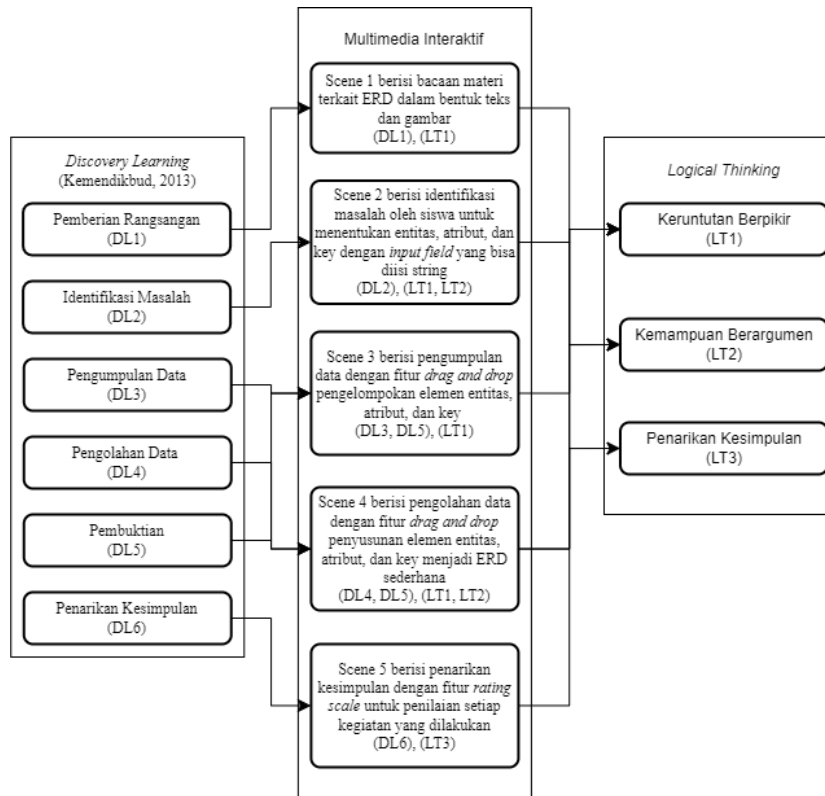 Discovery Learning
(Kemendikbud, 2013)
Pemberian Rangsangan
(DL1)
Identifikasi Masalah
(DL2)
Pengumpulan Data
(DL3)
Pengolahan Data
(DL4)
Pembuktian
(DL5)
Penarikan Kesimpulan
(DL6)
Multimedia Interaktif
Scene 1 berisi bacaan materi
terkait ERD dalam bentuk teks
dan gambar
(DL1), (LT1)
Scene 2 berisi identifikasi
masalah oleh siswa untuk
menentukan entitas, atribut, dan
key dengan input field yang bisa
diisi string
(DL2), (LT1, LT2)
Scene 3 berisi pengumpulan
data dengan fitur drag and drop
pengelompokan elemen entitas,
atribut, dan key
(DL3, DL5), (LT1)
Scene 4 berisi pengolahan data
dengan fitur drag and drop
penyusunan elemen entitas,
atribut, dan key menjadi ERD
sederhana
(DL4, DL5), (LT1, LT2)
Scene 5 berisi penarikan
kesimpulan dengan fitur rating
scale untuk penilaian setiap
kegiatan yang dilakukan
(DL6), (LT3)
Logical Thinking
Keruntutan Berpikir
(LT1)
Kemampuan Berargumen
(LT2)
Penarikan Kesimpulan
(LT3)